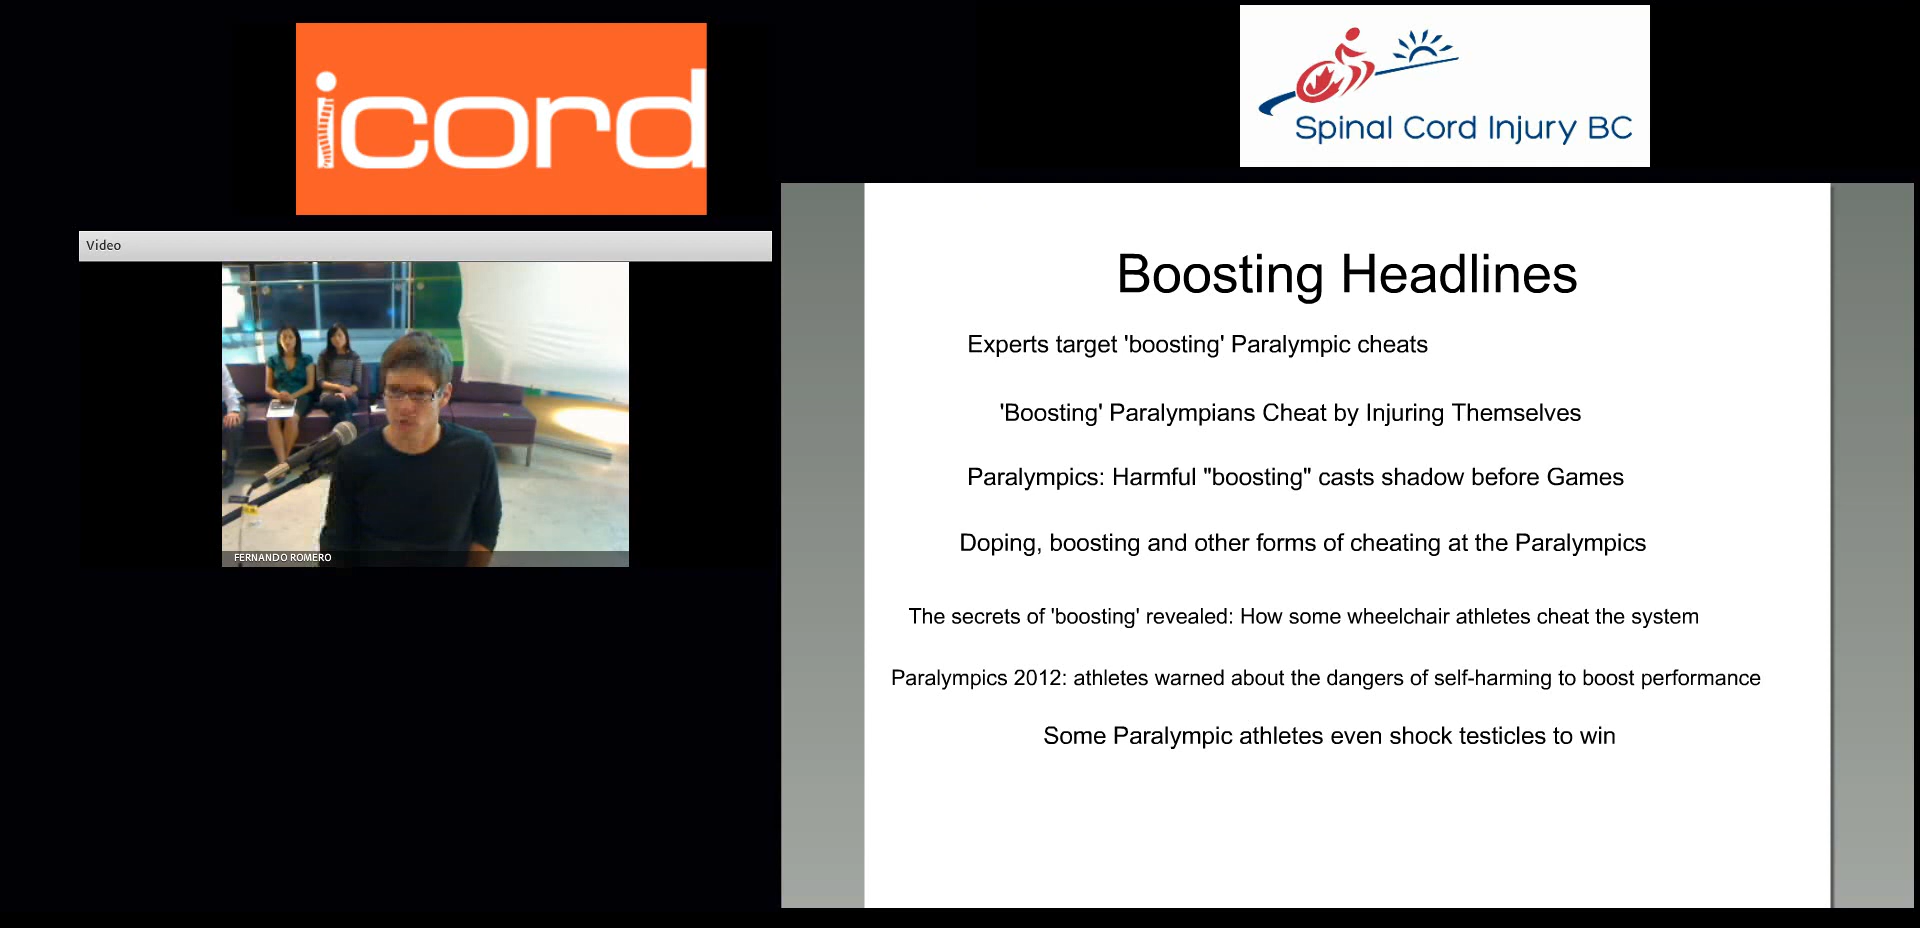 icord
Spinal Cord Injury BC
Video
FERNANDO ROMERO
Boosting Headlines
Experts target 'boosting' Paralympic cheats
'Boosting' Paralympians Cheat by Injuring Themselves
Paralympics: Harmful "boosting" casts shadow before Games
Doping, boosting and other forms of cheating at the Paralympics
The secrets of 'boosting' revealed: How some wheelchair athletes cheat the system
Paralympics 2012: athletes warned about the dangers of self-harming to boost performance
Some Paralympic athletes even shock testicles to win